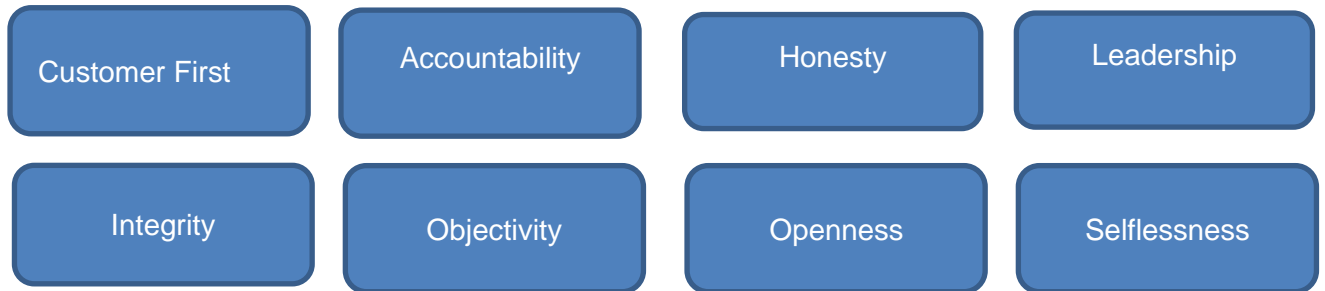 Customer First
Accountability
Honesty
Leadership
Integrity
Objectivity
Openness
Selflessness